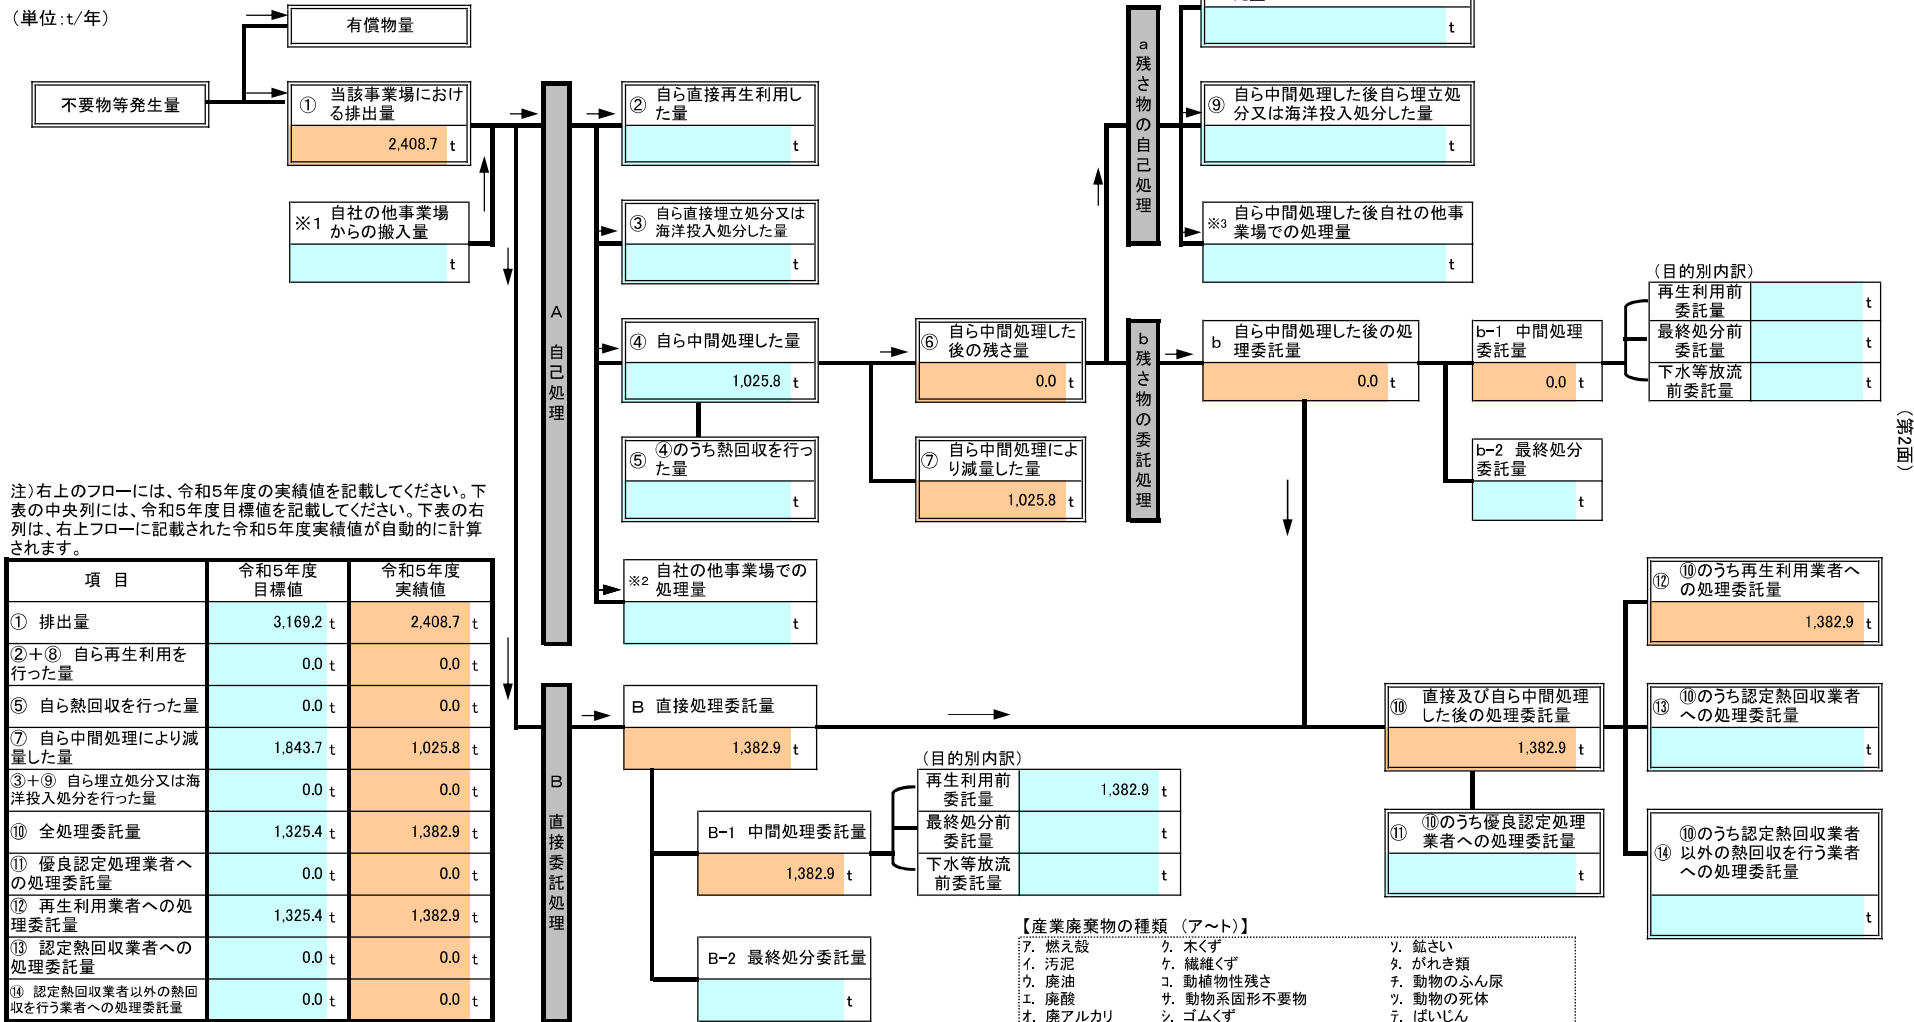 (単位:t/年)
有償物量
不要物等発生量
① 当該事業場におけ
る排出量
2,408.7 t
※1 自社の他事業場
からの搬入量
t
A 自己処理
② 自ら直接再生利用し
た量
t
③ 自ら直接埋立処分又は
海洋投入処分した量
t
④ 自ら中間処理した量
1,025.8 t
⑤ ④のうち熱回収を行っ
た量
t
※2 自社の他事業場での
処理量
t
⑥ 自ら中間処理した
後の残さ量
0.0 t
⑦ 自ら中間処理によ
り減量した量
1,025.8 t
a 残さ物の自己処理
t
⑨ 自ら中間処理した後自ら埋立処
分又は海洋投入処分した量
t
※3 自ら中間処理した後自社の他事
業場での処理量
t
b 残さ物の委託処理
b 自ら中間処理した後の処
理委託量
0.0 t
b-1 中間処理
委託量
0.0 t
(目的別内訳)
再生利用前
委託量 t
最終処分前
委託量 t
下水等放流
前委託量 t
b-2 最終処分
委託量
t
(第2面)
注)右上のフローには、令和5年度の実績値を記載してください。下
表の中央列には、令和5年度目標値を記載してください。下表の右
列は、右上フローに記載された令和5年度実績値が自動的に計算
されます。
項 目 令和5年度 目標値 令和5年度 実績値
① 排出量 3,169.2 t 2,408.7 t
②+⑧ 自ら再生利用を
行った量 0.0 t 0.0 t
⑤ 自ら熱回収を行った量 0.0 t 0.0 t
⑦ 自ら中間処理により減
量した量 1,843.7 t 1,025.8 t
③+⑨ 自ら埋立処分又は海
洋投入処分を行った量 0.0 t 0.0 t
⑩ 全処理委託量 1,325.4 t 1,382.9 t
⑪ 優良認定処理業者へ
の処理委託量 0.0 t 0.0 t
⑫ 再生利用業者への処
理委託量 1,325.4 t 1,382.9 t
⑬ 認定熱回収業者への
処理委託量 0.0 t 0.0 t
⑭ 認定熱回収業者以外の熱回
収を行う業者への処理委託量 0.0 t 0.0 t
B 直接委託処理
B 直接処理委託量
1,382.9 t
B-1 中間処理委託量
1,382.9 t
(目的別内訳)
再生利用前
委託量 1,382.9 t
最終処分前
委託量 t
下水等放流
前委託量 t
B-2 最終処分委託量
t
⑩ 直接及び自ら中間処理
した後の処理委託量
1,382.9 t
⑪ ⑩のうち優良認定処理
業者への処理委託量
t
⑫ ⑩のうち再生利用業者へ
の処理委託量
1,382.9 t
⑬ ⑩のうち認定熱回収業者
への処理委託量
t
⑭ ⑩のうち認定熱回収業者
以外の熱回収を行う業者
への処理委託量
t
【産業廃棄物の種類 (ア~ト)】
ア. 燃え殻 ク. 木くず ソ. 鉱さい
イ. 汚泥 ケ. 繊維くず タ. がれき類
ウ. 廃油 コ. 動植物性残さ チ. 動物のふん尿
エ. 廃酸 サ. 動物系固形不要物 ツ. 動物の死体
オ. 廃アルカリ シ. ゴムくず テ. ばいじん